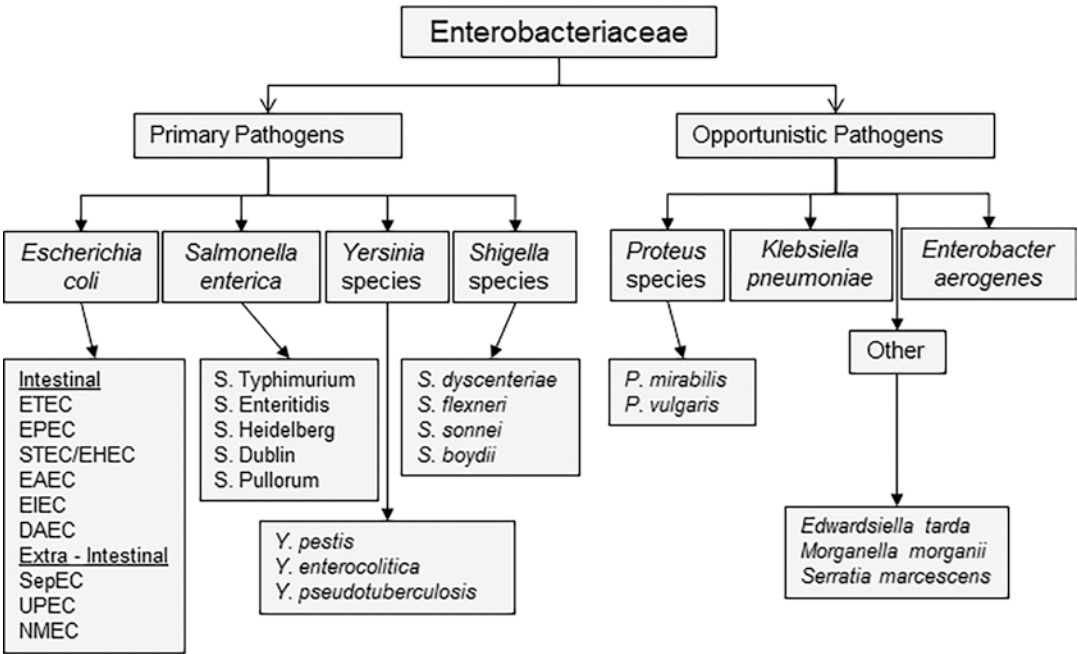 Enterobacteriaceae
Primary Pathogens
Opportunistic Pathogens
Escherichia
coli
Salmonella
enterica
Yersinia
species
Shigella
species
Proteus
species
Klebsiella
pneumoniae
Enterobacter
aerogenes
Other
Intestinal
ETEC
EPEC
STEC/EHEC
EAEC
EIEC
DAEC
Extra - Intestinal
SepEC
UPEC
NMEC
S. Typhimurium
S. Enteritidis
S. Heidelberg
S. Dublin
S. Pullorum
Y. pestis
Y. enterocolitica
Y. pseudotuberculosis
S. dyscenteriae
S. flexneri
S. sonnei
S. boydii
P. mirabilis
P. vulgaris
Edwardsiella tarda
Morganella morganii
Serratia marcescens